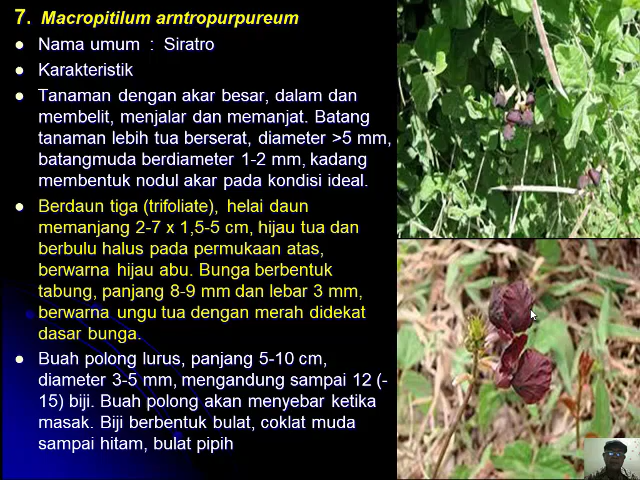 7. Macropitilum arntropurpureum
Nama umum : Siratro
Karakteristik
Tanaman dengan akar besar, dalam dan
membelit, menjalar dan memanjat. Batang
tanaman lebih tua berserat, diameter >5 mm,
batangmuda berdiameter 1-2 mm, kadang
membentuk nodul akar pada kondisi ideal.
Berdaun tiga (trifoliate), helai daun
memanjang 2-7 x 1,5-5 cm, hijau tua dan
berbulu halus pada permukaan atas,
berwarna hijau abu. Bunga berbentuk
tabung, panjang 8-9 mm dan lebar 3 mm,
berwarna ungu tua dengan merah didekat
dasar bunga.
Buah polong lurus, panjang 5-10 cm,
diameter 3-5 mm, mengandung sampai 12 (-
15) biji. Buah polong akan menyebar ketika
masak. Biji berbentuk bulat, coklat muda
sampai hitam, bulat pipih